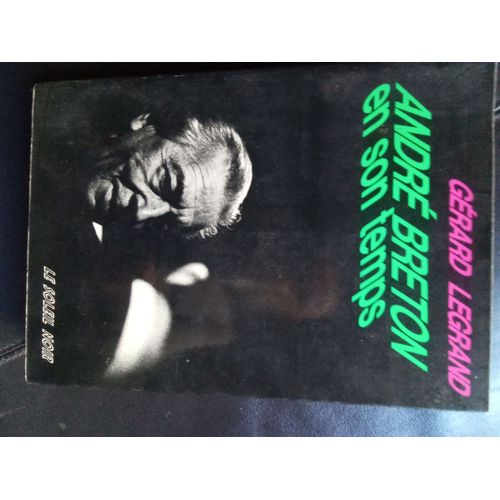 GÉRARD LEGRAND
ANDRÉ BRETON
en son temps
LE SOLEIL NOIR